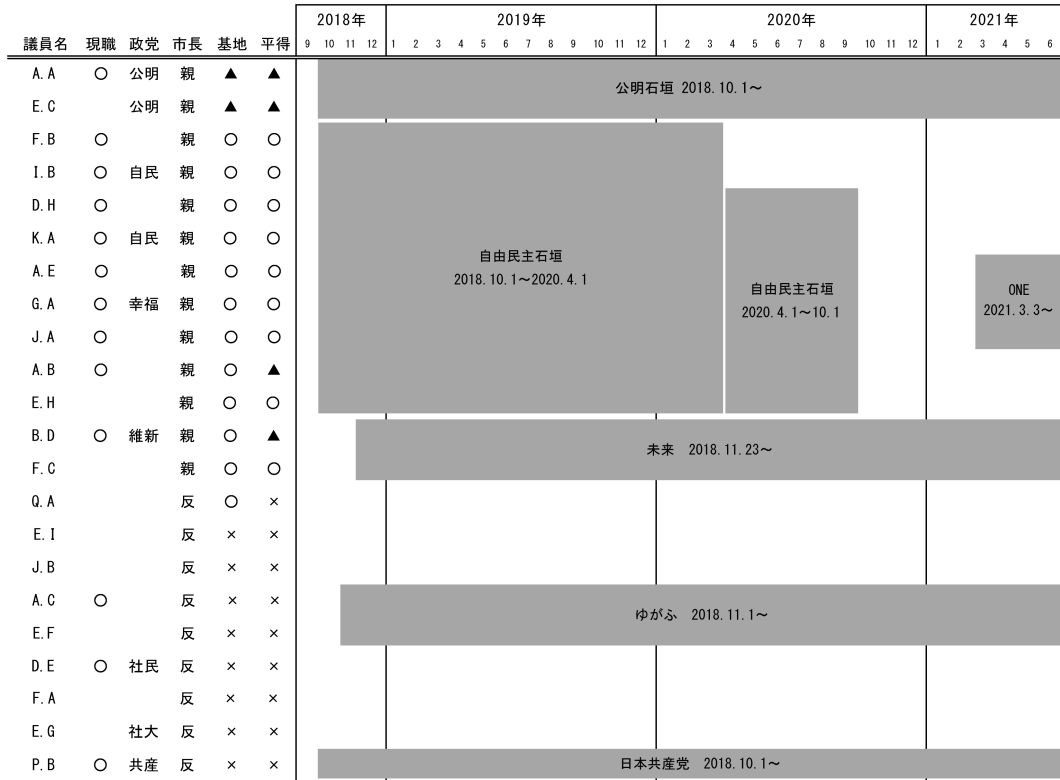 2018年 2019年 2020年 2021年
議員名 現職 政党 市長 基地 平得 9 10 11 12 1 2 3 4 5 6 7 8 9 10 11 12 1 2 3 4 5 6 7 8 9 10 11 12 1 2 3 4 5 6
A.A ○ 公明 親 ▲ ▲
公明石垣 2018.10.1～
E.C 公明 親 ▲ ▲
F.B ○ 親 ○ ○
I.B ○ 自民 親 ○ ○
D.H ○ 親 ○ ○
K.A ○ 自民 親 ○ ○
自由民主石垣
2018.10.1～2020.4.1
A.E ○ 親 ○ ○
自由民主石垣
2020.4.1～10.1
ONE
2021.3.3～
G.A ○ 幸福 親 ○ ○
J.A ○ 親 ○ ○
A.B ○ 親 ○ ▲
E.H 親 ○ ○
B.D ○ 維新 親 ○ ▲
未来 2018.11.23～
F.C 親 ○ ○
Q.A 反 ○ ×
E.I 反 × ×
J.B 反 × ×
A.C ○ 反 × ×
ゆがふ 2018.11.1～
E.F 反 × ×
D.E ○ 社民 反 × ×
F.A 反 × ×
E.G 社大 反 × ×
P.B ○ 共産 反 × × 日本共産党 2018.10.1～